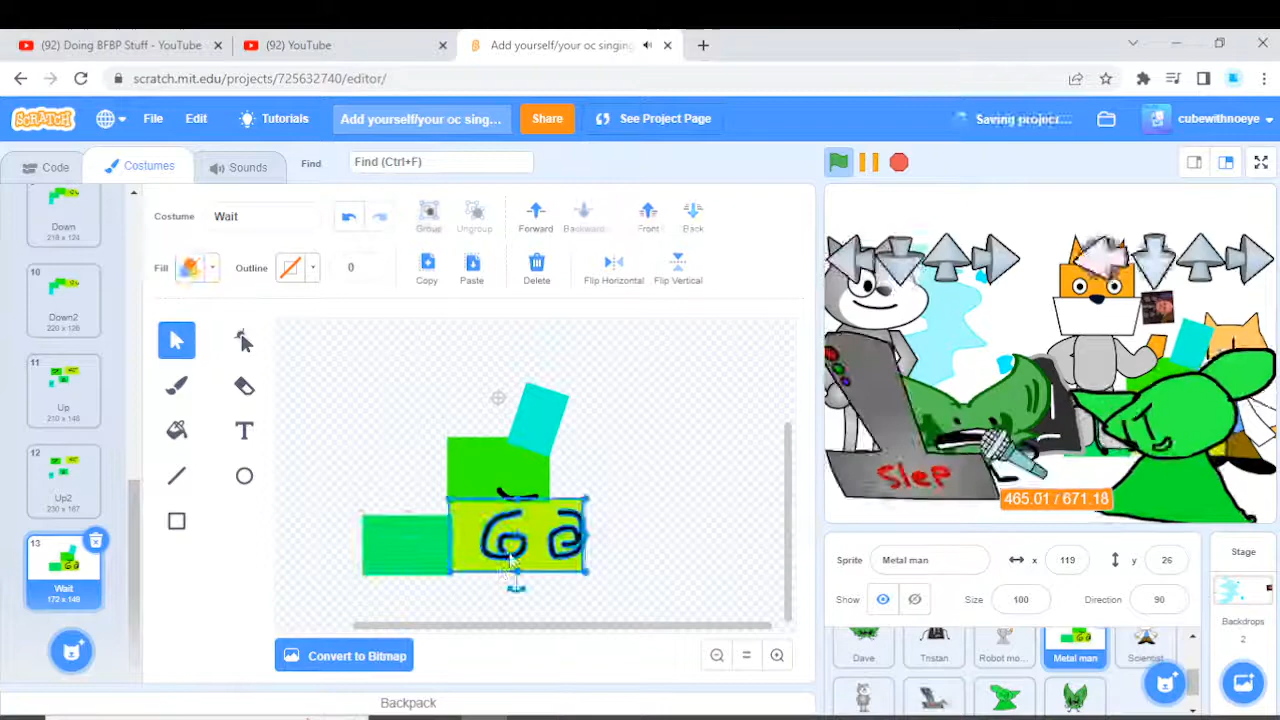 (92) Doing BFBP Stuff - YouTube
(92) YouTube
Add yourself/your oc singing
scratch.mit.edu/projects/725632740/editor/
SCRATCH
File
Edit
Tutorials
Add yourself/your oc sing...
Share
See Project Page
Saving project...
cubewithnoeye
Code
Costumes
Sounds
Find
Find (Ctrl+F)
Costume
Wait
Group
Ungroup
Forward
Backward
Front
Back
Fill
Outline
0
Copy
Paste
Delete
Flip Horizontal
Flip Vertical
Down
219 x 124
10
Down2
220 x 126
11
Up
210 x 146
12
Up2
230 x 167
13
Wait
172 x 149
Convert to Bitmap
Backpack
Slep
465.01 / 671.18
Sprite
Metal man
x
119
y
26
Show
Size
100
Direction
90
Stage
Backdrops
2
Dave
Tristan
Robot mo...
Metal man
Scienist